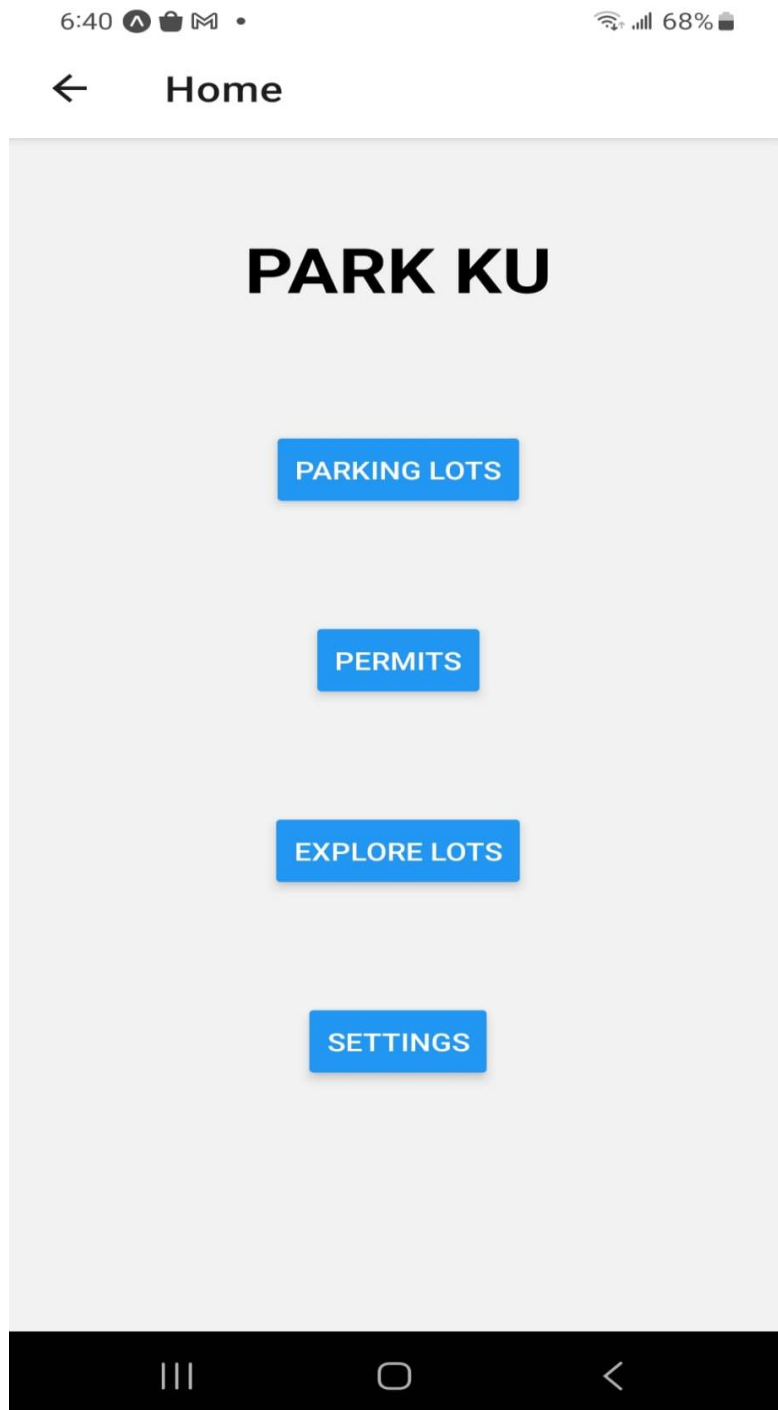 6:40 68%
Home
PARK KU
PARKING LOTS
PERMITS
EXPLORE LOTS
SETTINGS